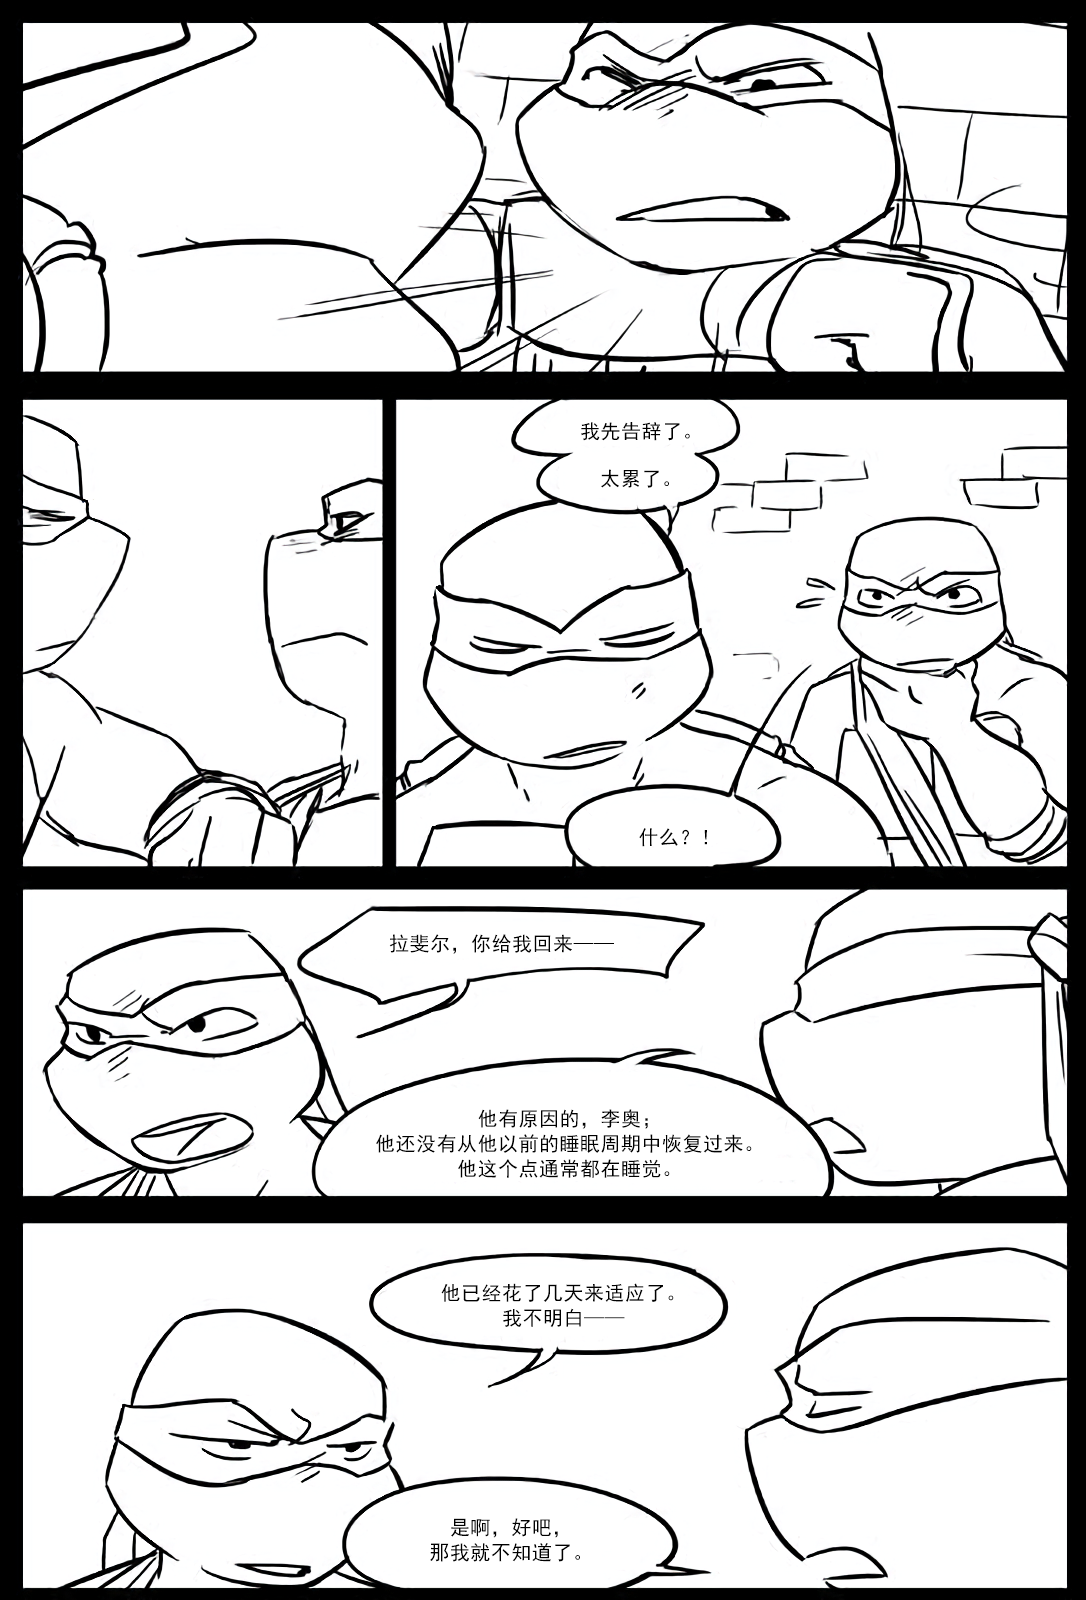 我先告辞了。
太累了。
什么？！
拉斐尔，你给我回来——
他有原因的，李奥；
他还没有从他以前的睡眠周期中恢复过来。
他这个点通常都在睡觉。
他已经花了几天来适应了。
我不明白——
是啊，好吧，
那我就不知道了。